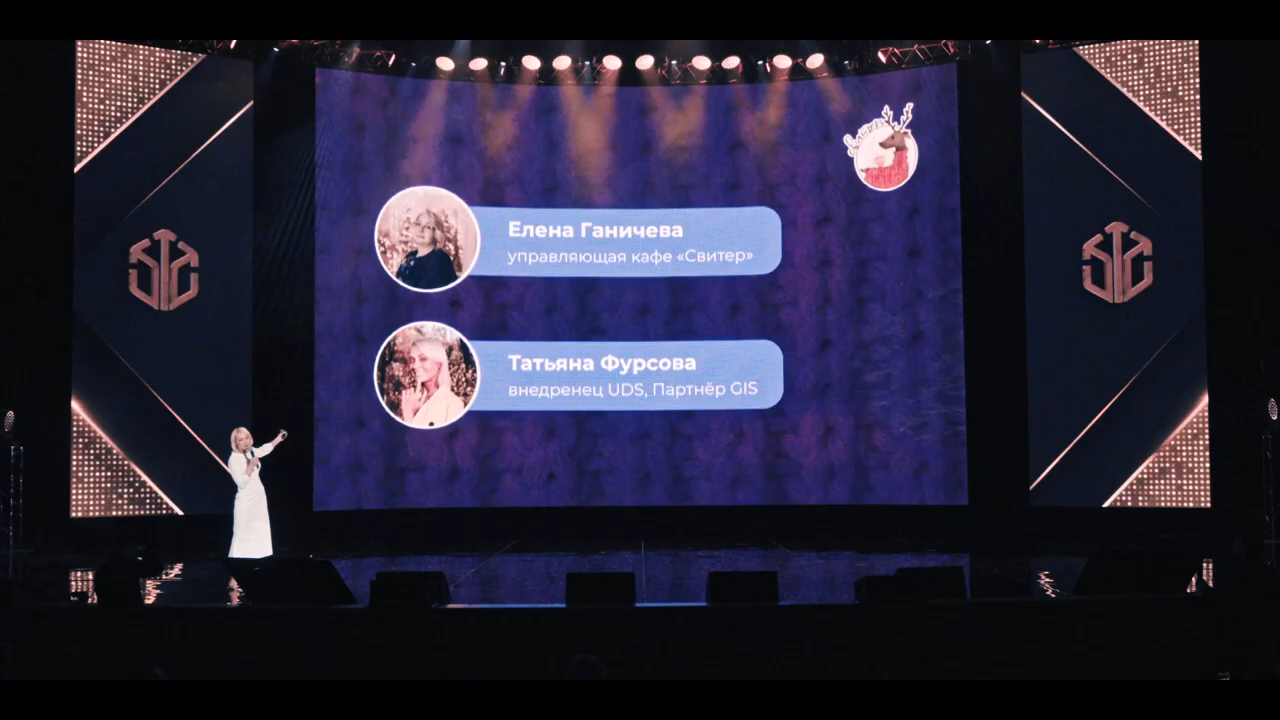 Елена Ганичева
управляющая кафе «Свитер»
Татьяна Фурсова
внедренец UDS, Партнёр GIS